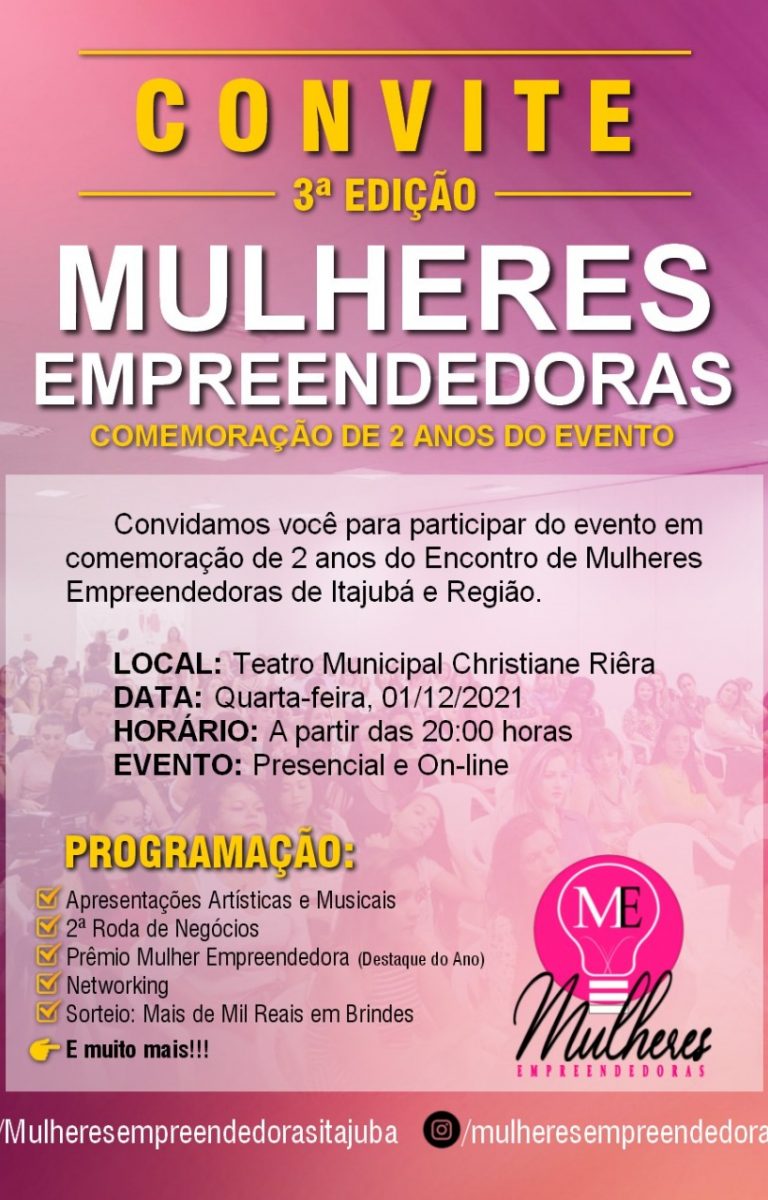 CONVITE
3ª EDIÇÃO
MULHERES
EMPREENDEDORAS
COMEMORAÇÃO DE 2 ANOS DO EVENTO
Convidamos você para participar do evento em
comemoração de 2 anos do Encontro de Mulheres
Empreendedoras de Itajubá e Região.
LOCAL: Teatro Municipal Christiane Riêra
DATA: Quarta-feira, 01/12/2021
HORÁRIO: A partir das 20:00 horas
EVENTO: Presencial e On-line
PROGRAMAÇÃO:
Apresentações Artísticas e Musicais
2ª Roda de Negócios
Prêmio Mulher Empreendedora (Destaque do Ano)
Networking
Sorteio: Mais de Mil Reais em Brindes
E muito mais!!!
ME
Mulheres
EMPREENDEDORAS
/Mulheresempreendedorasitajuba /mulheresempreendedora